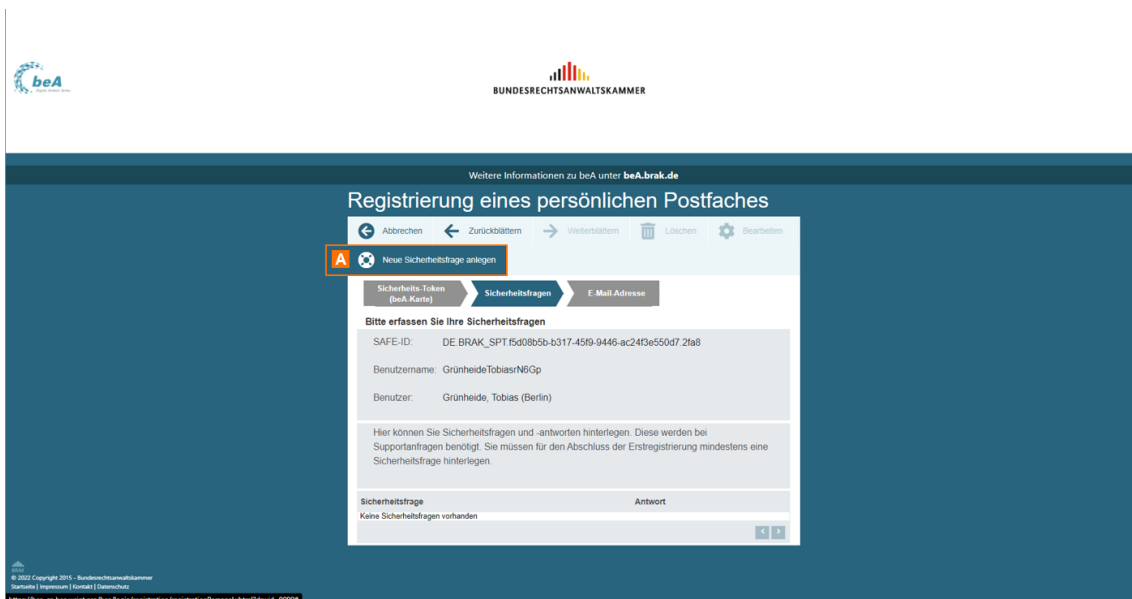 beA
BUNDESRECHTSANWALTSKAMMER
Weitere Informationen zu beA unter beA.brak.de
Registrierung eines persönlichen Postfaches
Abbrechen Zurückblättern Weiterblättern Löschen Bearbeiten
A Neue Sicherheitsfrage anlegen
Sicherheits-Token
(beA-Karte)
Sicherheitsfragen
E-Mail-Adresse
Bitte erfassen Sie Ihre Sicherheitsfragen
SAFE-ID: DE.BRAK_SPT.f5d08b5b-b317-45f9-9446-ac24f3e550d7.2fa8
Benutzername: GrünheideTobiasrN6Gp
Benutzer: Grünheide, Tobias (Berlin)
Hier können Sie Sicherheitsfragen und -antworten hinterlegen. Diese werden bei
Supportanfragen benötigt. Sie müssen für den Abschluss der Erstregistrierung mindestens eine
Sicherheitsfrage hinterlegen.
Sicherheitsfrage Antwort
Keine Sicherheitsfragen vorhanden
BRAK
© 2022 Copyright 2015 - Bundesrechtsanwaltskammer
Startseite | Impressum | Kontakt | Datenschutz